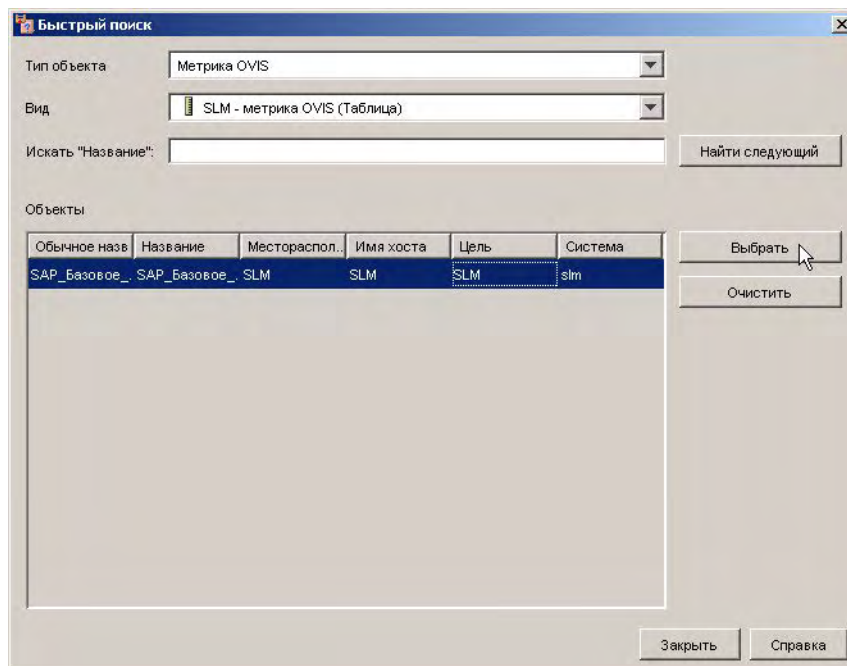 Быстрый поиск
Тип объекта Метрика OVIS
Вид SLM - метрика OVIS (Таблица)
Искать "Название": Найти следующий
Объекты
Обычное назв Название Местораспол.. Имя хоста Цель Система Выбрать
SAP_Базовое_. SAP_Базовое_. SLM SLM SLM slm
Очистить
Закрыть Справка